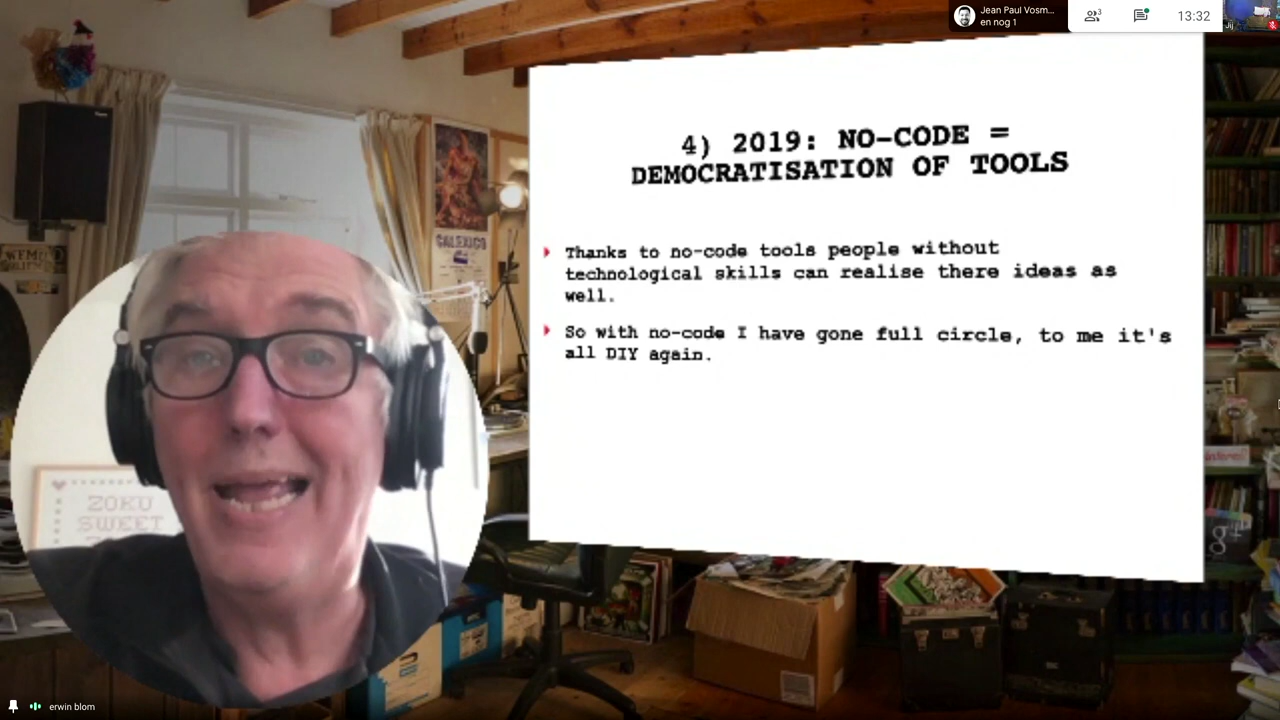 Jean Paul Vosm...
en nog 1
3
13:32
Jij
4) 2019: NO-CODE =
DEMOCRATISATION OF TOOLS
Thanks to no-code tools people without
technological skills can realise there ideas as
well.
So with no-code I have gone full circle, to me it's
all DIY again.
CALEXICO
ZOKU
SWEET
erwin blom